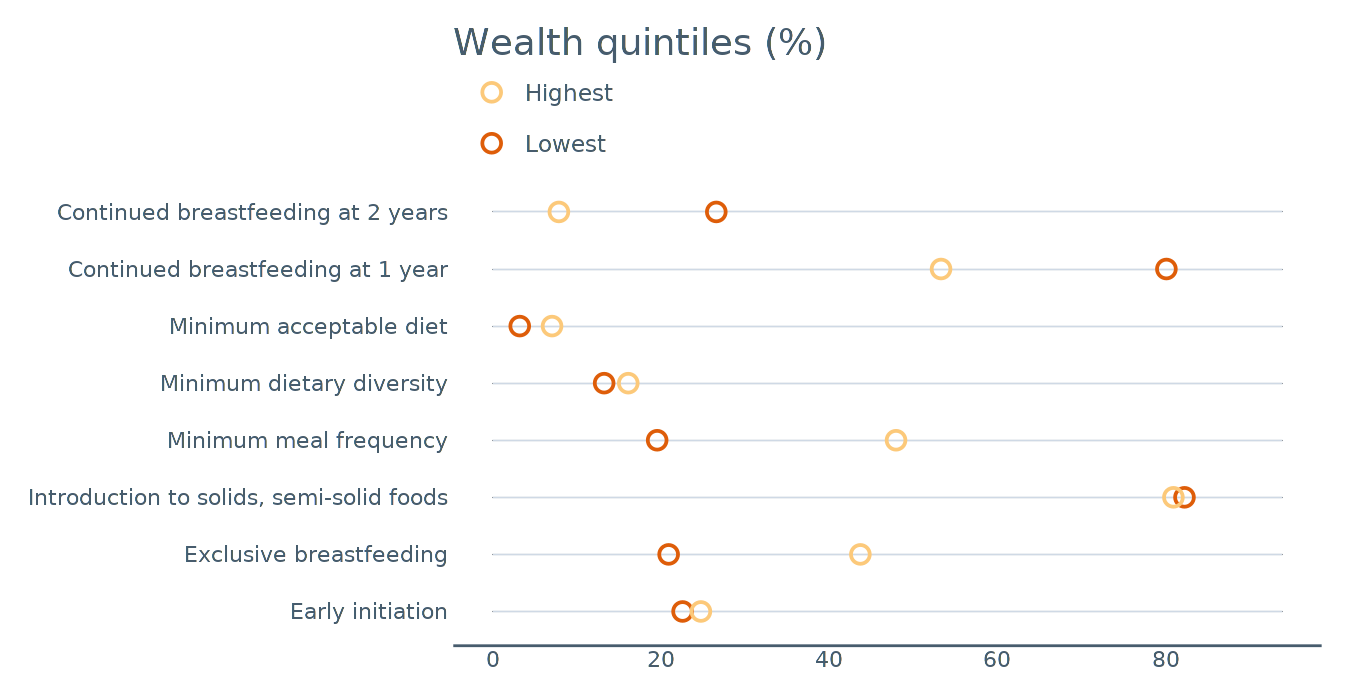 Wealth quintiles (%)
Highest
Lowest
Continued breastfeeding at 2 years
Continued breastfeeding at 1 year
Minimum acceptable diet
Minimum dietary diversity
Minimum meal frequency
Introduction to solids, semi-solid foods
Exclusive breastfeeding
Early initiation
0 20 40 60 80